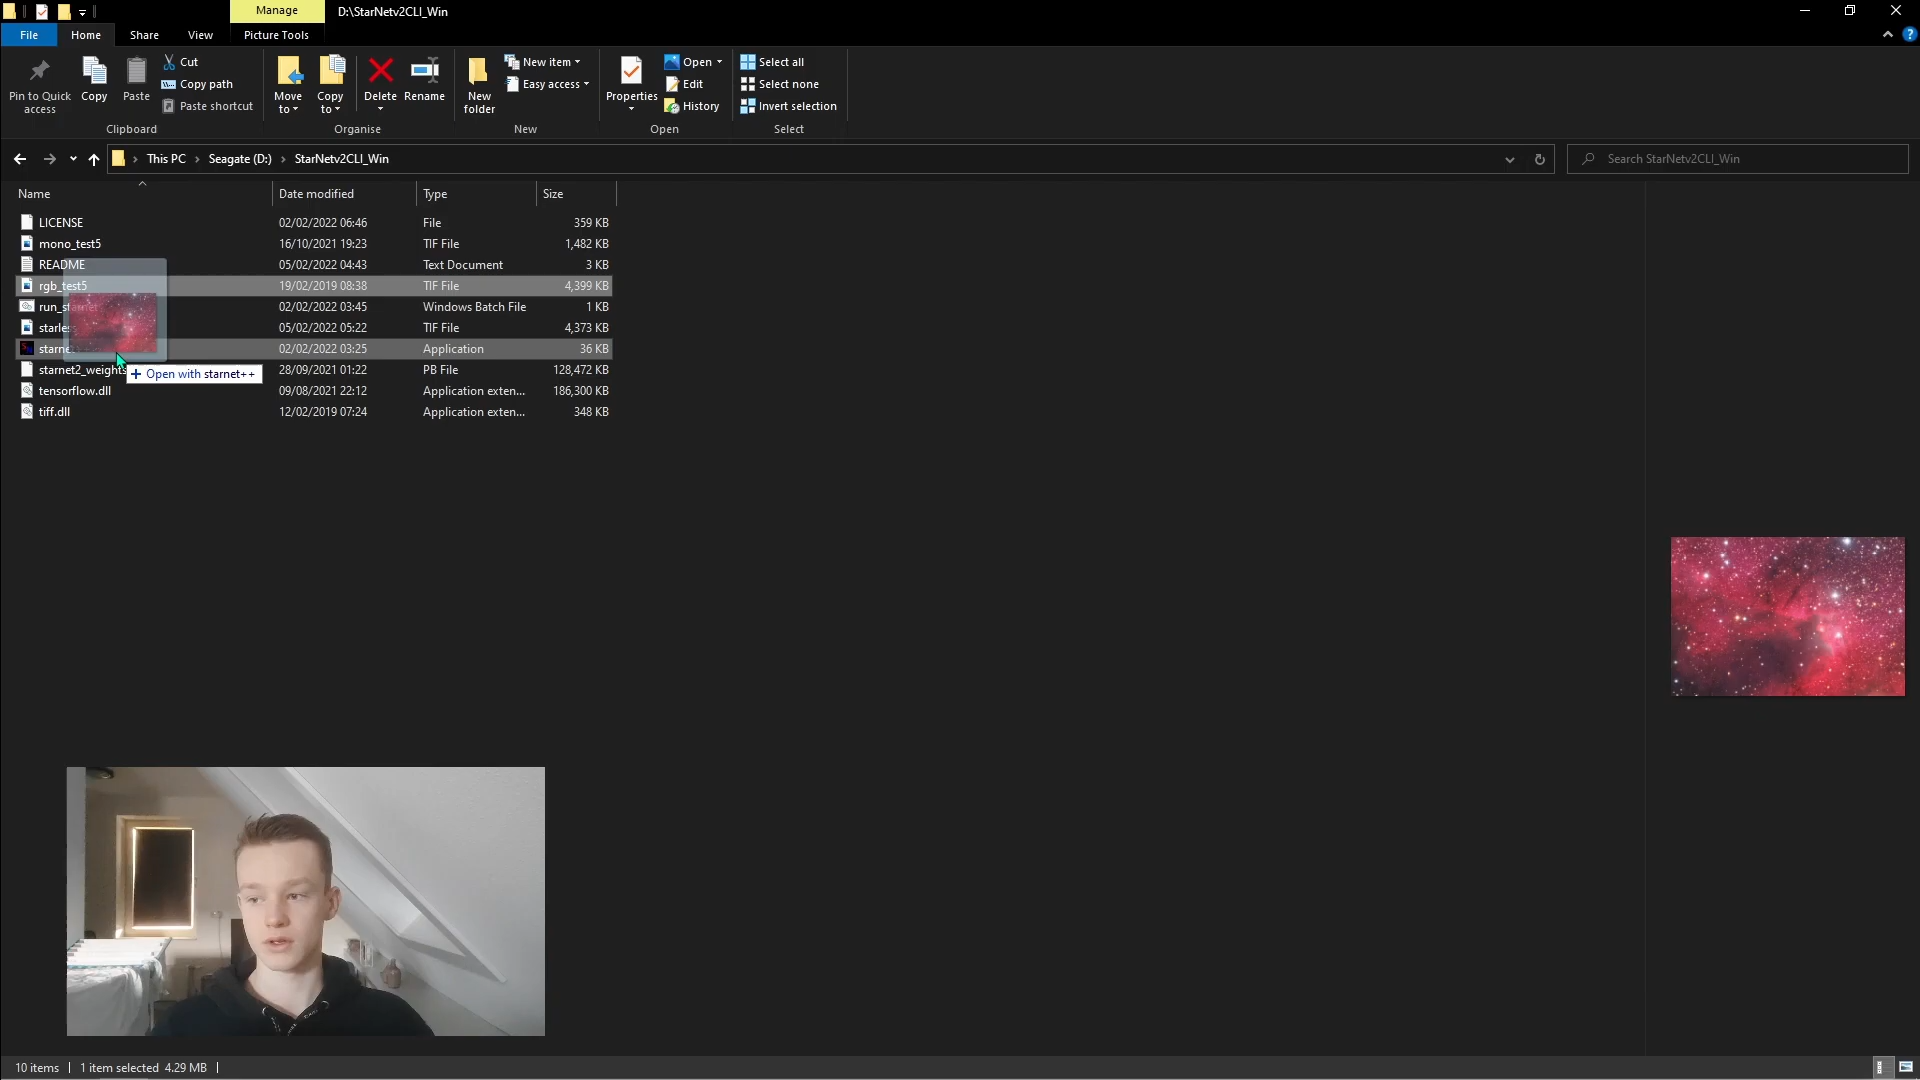 Manage
D:\StarNetv2CLI_Win
File
Home
Share
View
Picture Tools
Pin to Quick
access
Copy
Paste
Cut
Copy path
Paste shortcut
Clipboard
Move
to
Copy
to
Delete
Rename
Organise
New
folder
New item
Easy access
New
Properties
Open
Edit
History
Open
Select all
Select none
Invert selection
Select
This PC › Seagate (D:) › StarNetv2CLI_Win
Search StarNetv2CLI_Win
Name Date modified Type Size
LICENSE 02/02/2022 06:46 File 359 KB
mono_test5 16/10/2021 19:23 TIF File 1,482 KB
README 05/02/2022 04:43 Text Document 3 KB
rgb_test5 19/02/2019 08:38 TIF File 4,399 KB
02/02/2022 03:45 Windows Batch File 1 KB
05/02/2022 05:22 TIF File 4,373 KB
02/02/2022 03:25 Application 36 KB
starnet2_weights 28/09/2021 01:22 PB File 128,472 KB
+ Open with starnet++
tensorflow.dll 09/08/2021 22:12 Application exten... 186,300 KB
tiff.dll 12/02/2019 07:24 Application exten... 348 KB
10 items
1 item selected 4.29 MB